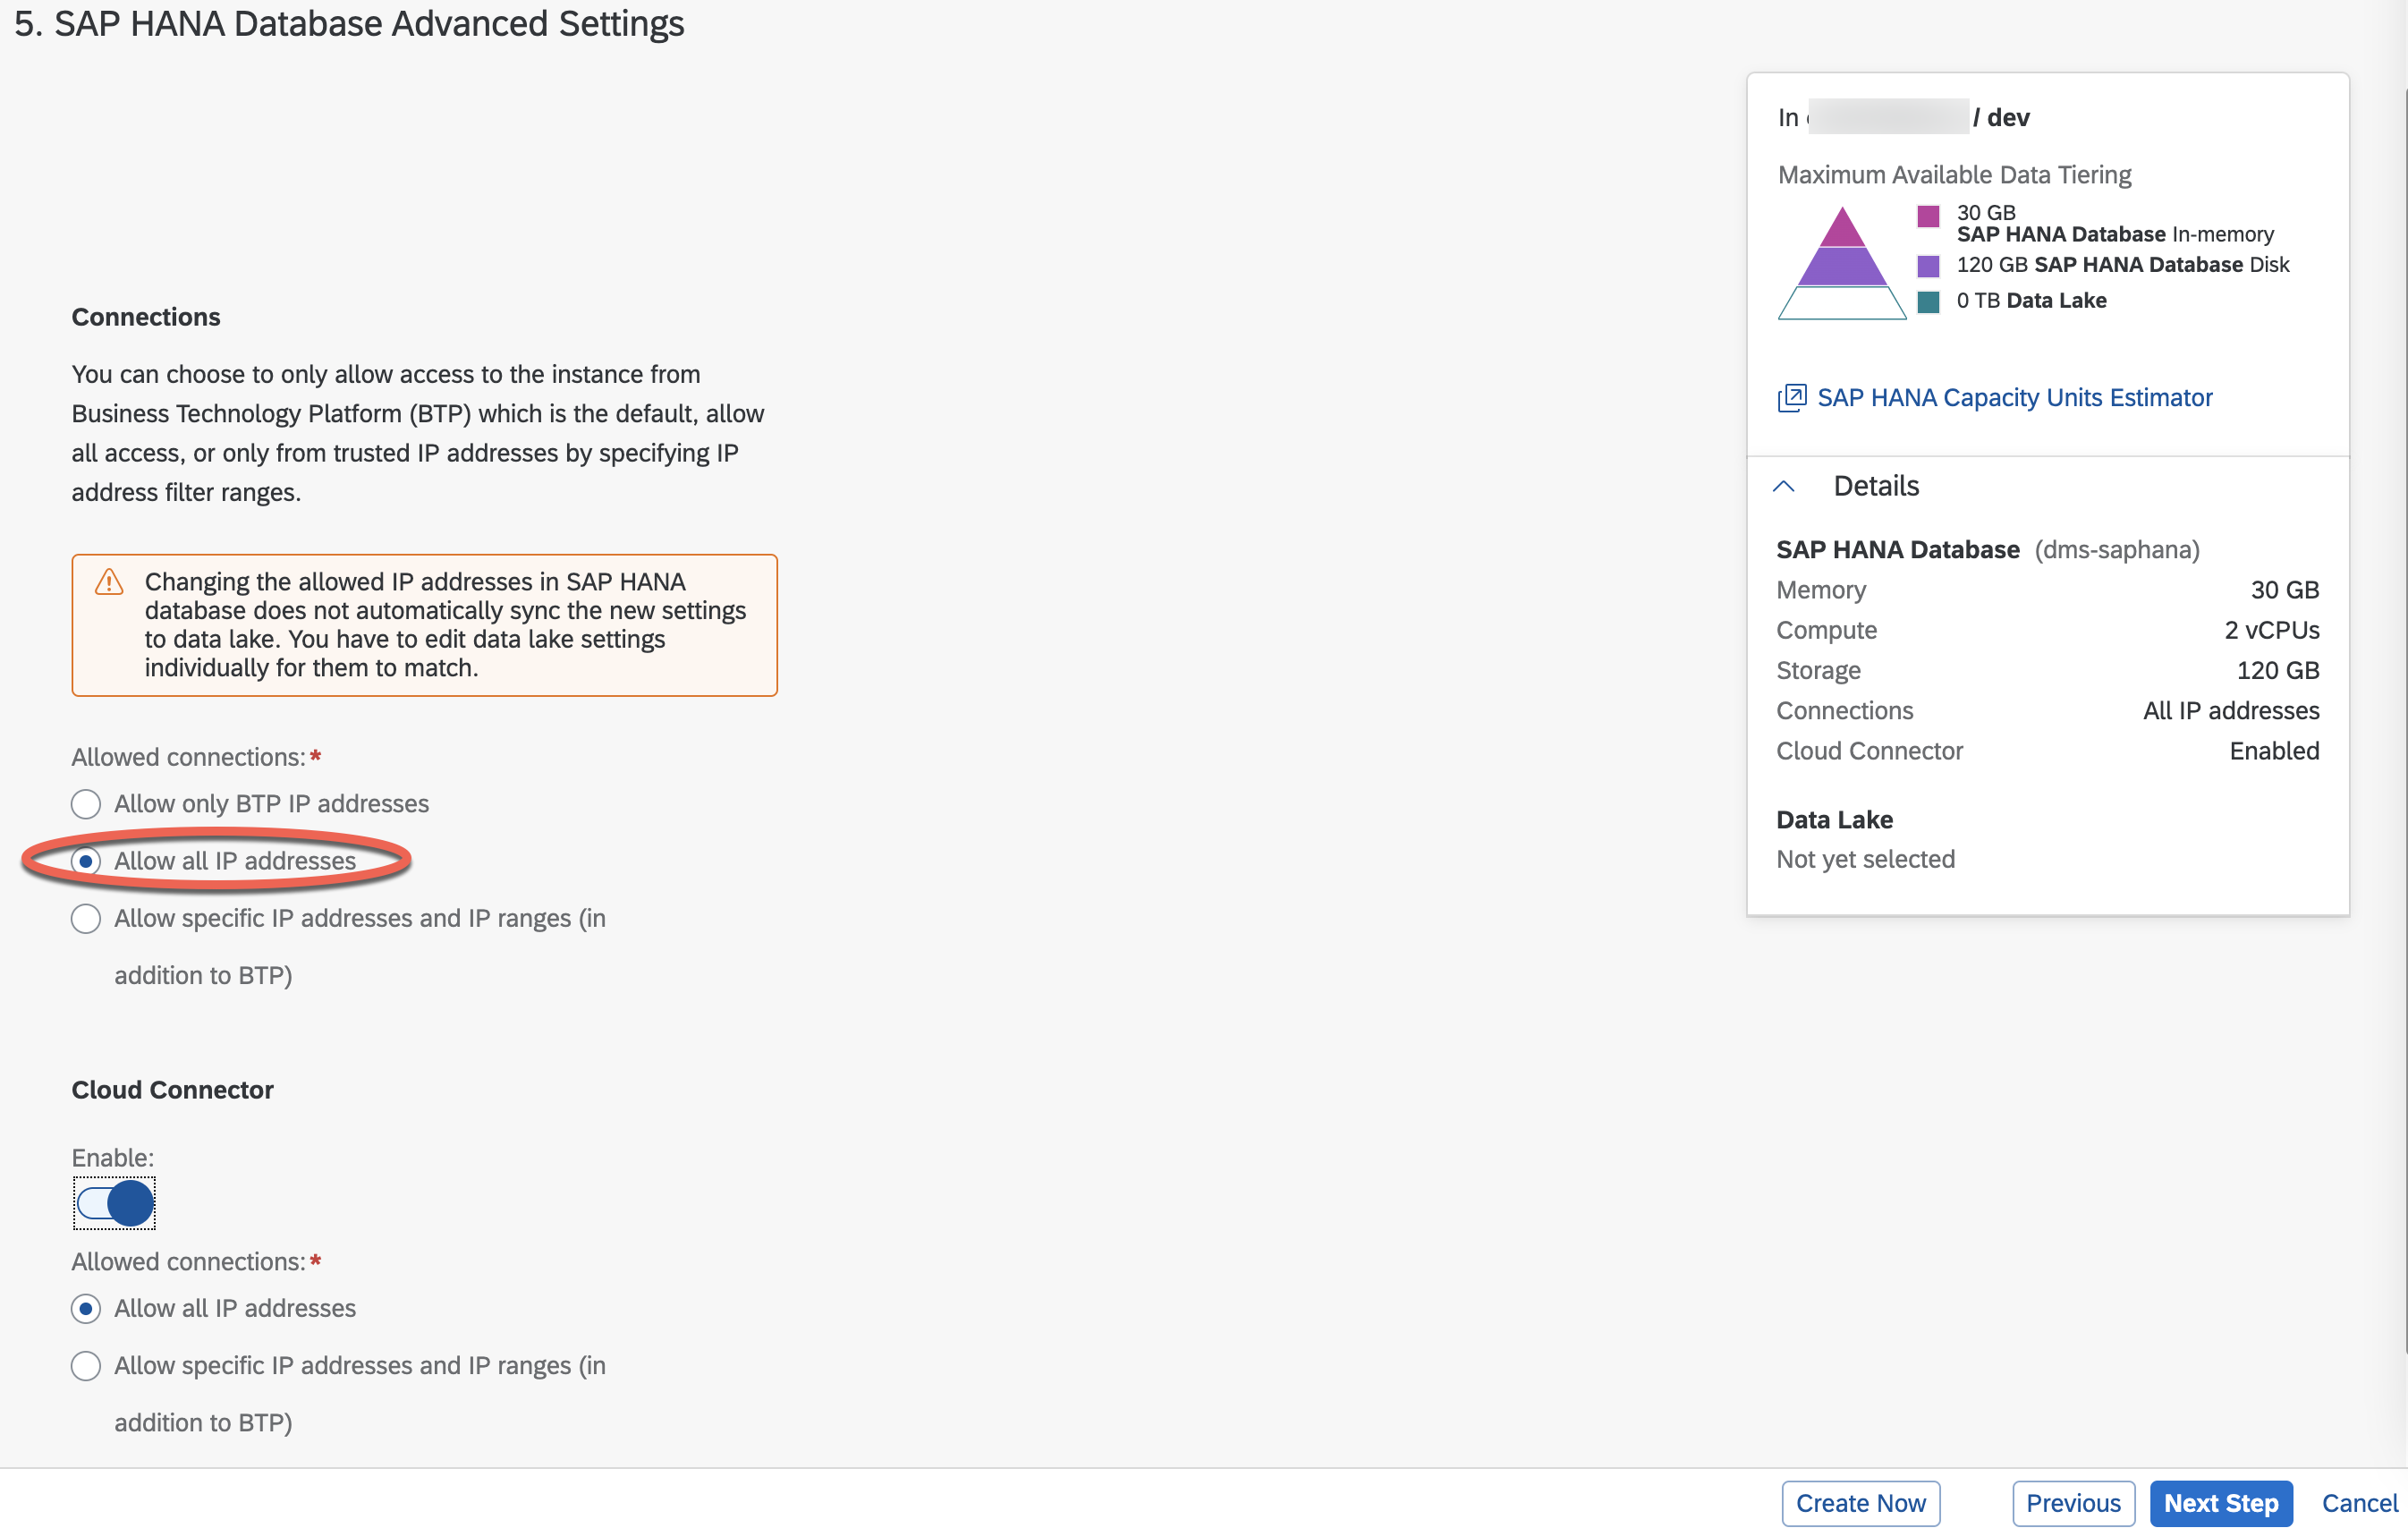 5. SAP HANA Database Advanced Settings
Connections
You can choose to only allow access to the instance from
Business Technology Platform (BTP) which is the default, allow
all access, or only from trusted IP addresses by specifying IP
address filter ranges.
Changing the allowed IP addresses in SAP HANA
database does not automatically sync the new settings
to data lake. You have to edit data lake settings
individually for them to match.
Allowed connections:*
Allow only BTP IP addresses
Allow all IP addresses
Allow specific IP addresses and IP ranges (in
addition to BTP)
Cloud Connector
Enable:
Allowed connections:*
Allow all IP addresses
Allow specific IP addresses and IP ranges (in
addition to BTP)
In / dev
Maximum Available Data Tiering
30 GB
SAP HANA Database In-memory
120 GB SAP HANA Database Disk
0 TB Data Lake
SAP HANA Capacity Units Estimator
Details
SAP HANA Database (dms-saphana)
Memory 30 GB
Compute 2 vCPUs
Storage 120 GB
Connections All IP addresses
Cloud Connector Enabled
Data Lake
Not yet selected
Create Now Previous Next Step Cancel